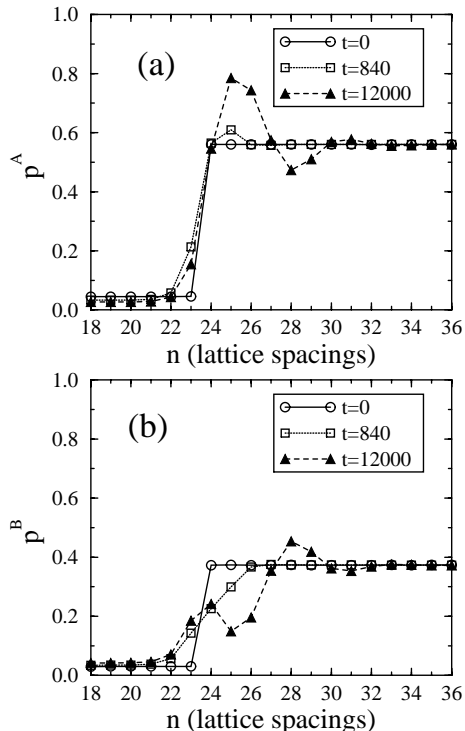 1.0
0.8
0.6
0.4
0.2
0.0
p^A
(a)
t=0
t=840
t=12000
18 20 22 24 26 28 30 32 34 36
n (lattice spacings)
1.0
0.8
0.6
0.4
0.2
0.0
p^B
(b)
t=0
t=840
t=12000
18 20 22 24 26 28 30 32 34 36
n (lattice spacings)